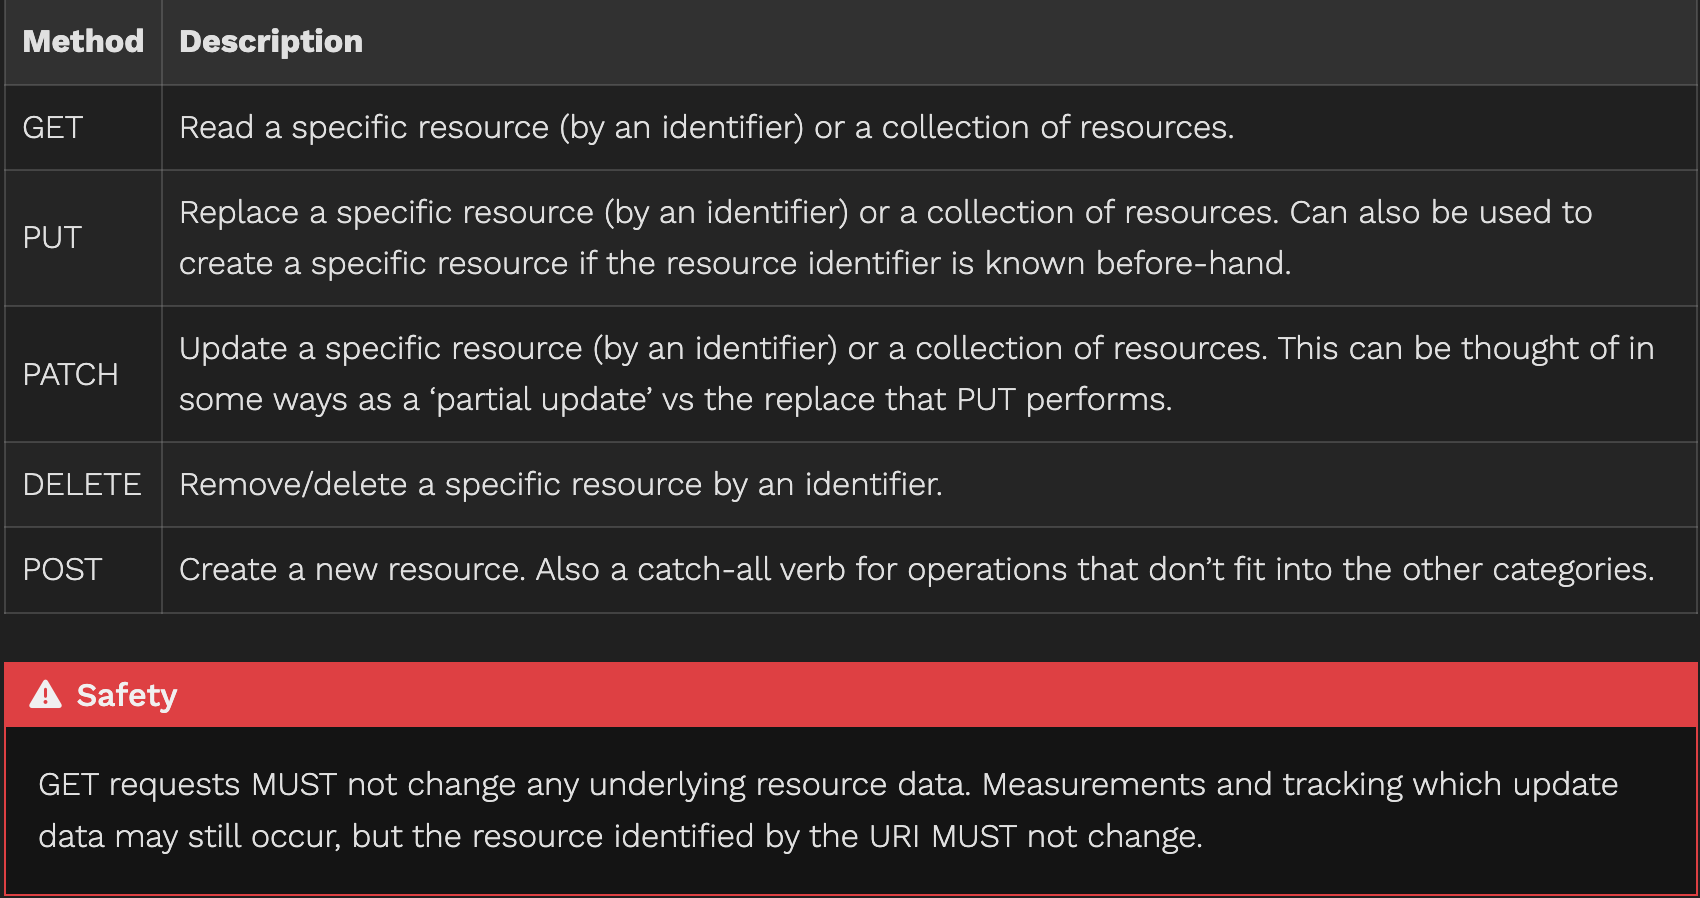 Method Description
GET Read a specific resource (by an identifier) or a collection of resources.
PUT Replace a specific resource (by an identifier) or a collection of resources. Can also be used to
create a specific resource if the resource identifier is known before-hand.
PATCH Update a specific resource (by an identifier) or a collection of resources. This can be thought of in
some ways as a ‘partial update’ vs the replace that PUT performs.
DELETE Remove/delete a specific resource by an identifier.
POST Create a new resource. Also a catch-all verb for operations that don’t fit into the other categories.
Safety
GET requests MUST not change any underlying resource data. Measurements and tracking which update
data may still occur, but the resource identified by the URI MUST not change.